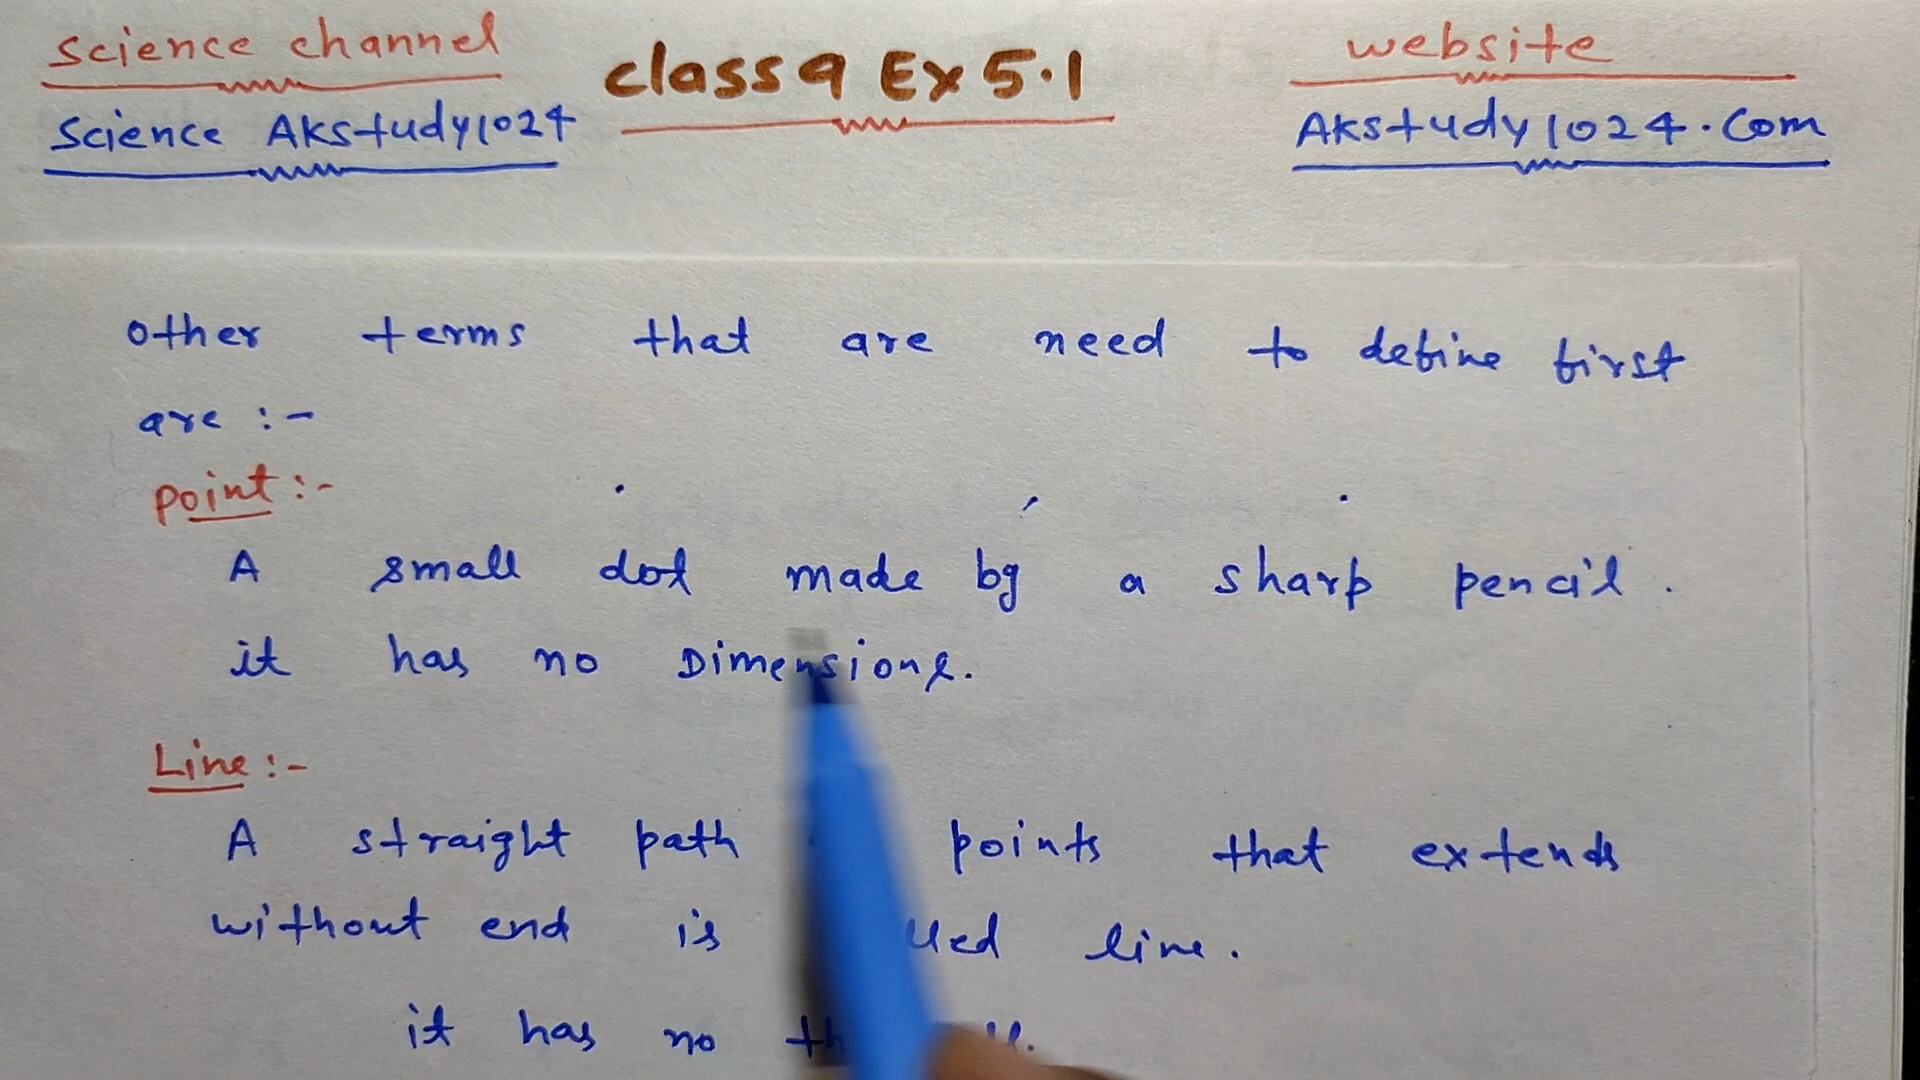 Science channel
Science AKStudy1024
class 9 Ex 5.1
website
AKStudy1024.Com
other terms that are need to define first
are :-
point :-
A small dot made by a sharp pencil.
it has no Dimensions.
Line :-
A straight path points that extends
without end is line.
it has no